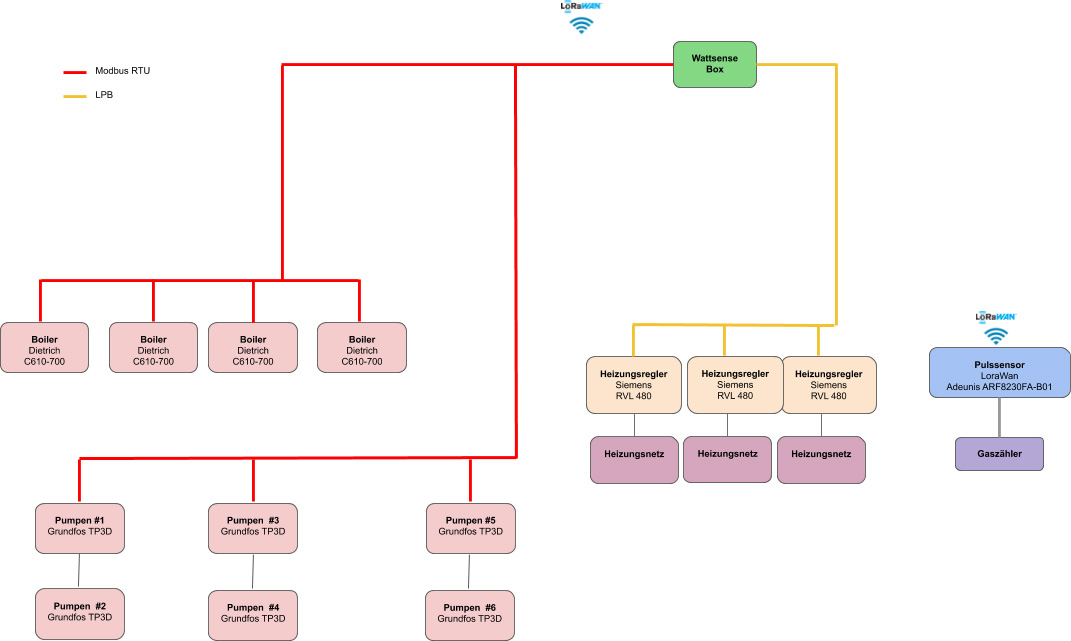 LoRaWAN
Wattsense
Box
Modbus RTU
LPB
Boiler
Dietrich
C610-700
Boiler
Dietrich
C610-700
Boiler
Dietrich
C610-700
Boiler
Dietrich
C610-700
Heizungsregler
Siemens
RVL 480
Heizungsregler
Siemens
RVL 480
Heizungsregler
Siemens
RVL 480
LoRaWAN
Pulssensor
LoraWan
Adeunis ARF8230FA-B01
Heizungsnetz
Heizungsnetz
Heizungsnetz
Gaszähler
Pumpen #1
Grundfos TP3D
Pumpen #3
Grundfos TP3D
Pumpen #5
Grundfos TP3D
Pumpen #2
Grundfos TP3D
Pumpen #4
Grundfos TP3D
Pumpen #6
Grundfos TP3D